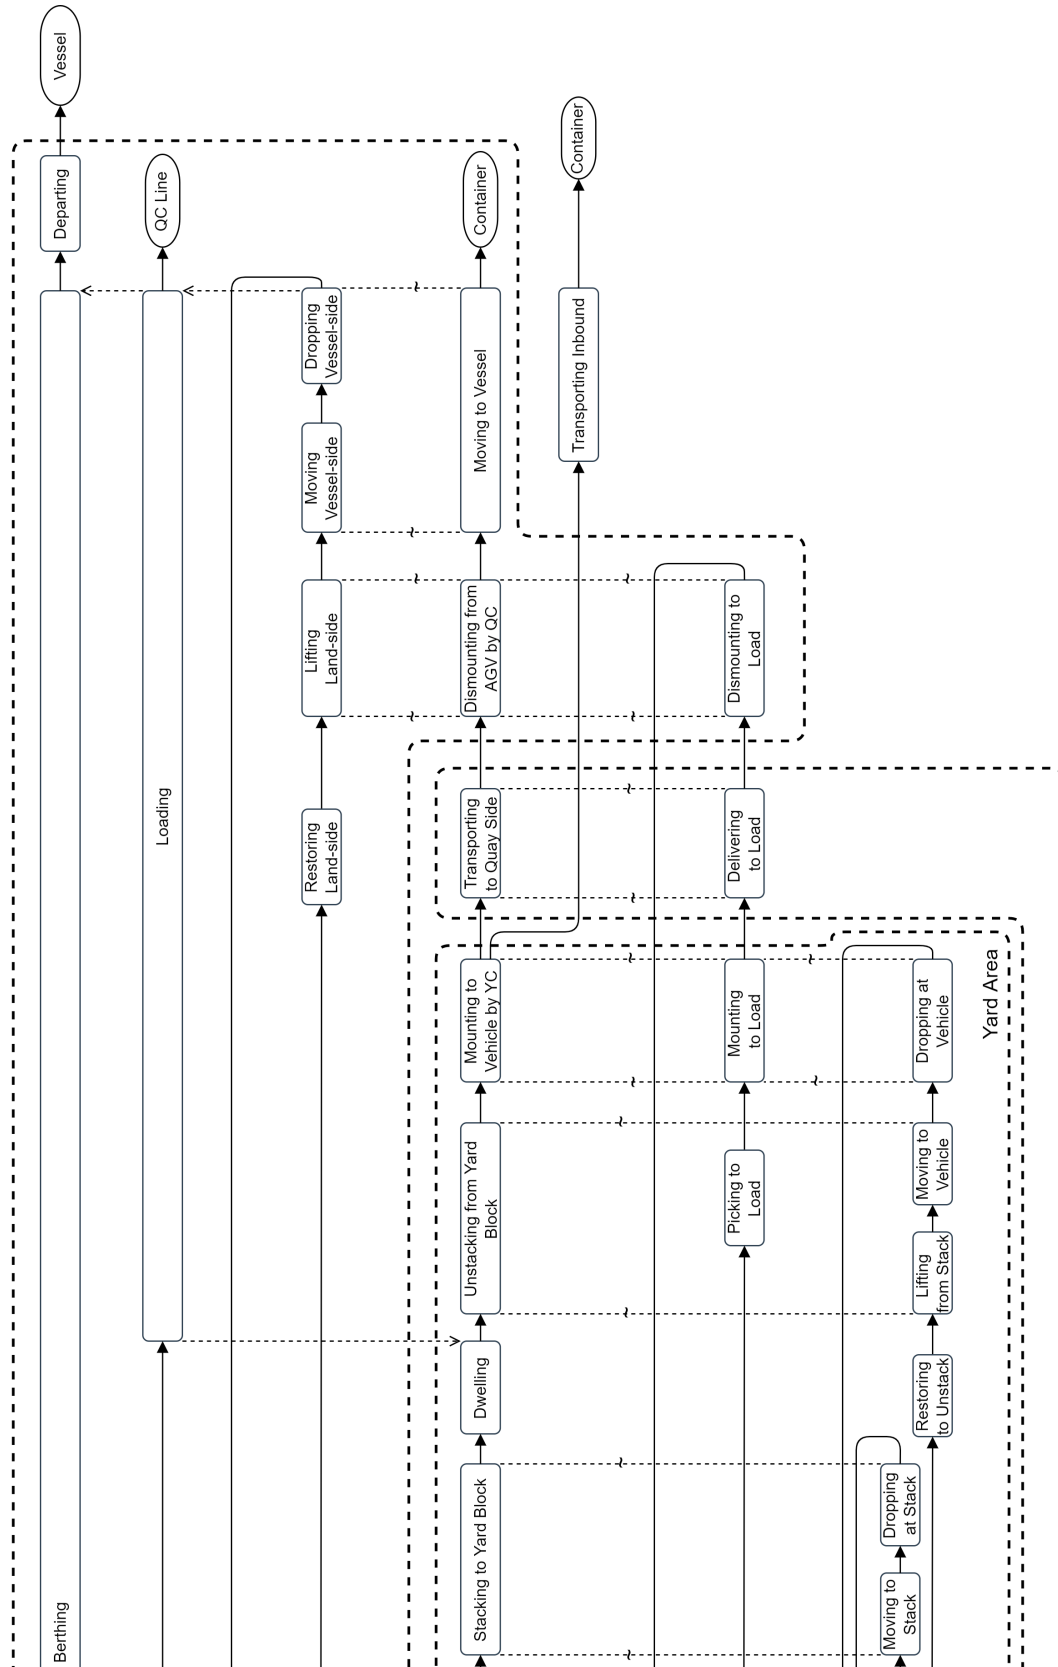 Vessel
Departing
Berthing
QC Line
Loading
Dropping
Vessel-side
Moving
Vessel-side
Lifting
Land-side
Restoring
Land-side
Container
Moving to Vessel
Dismounting from
AGV by QC
Transporting
to Quay Side
Mounting to
Vehicle by YC
Unstacking from Yard
Block
Dwelling
Stacking to Yard Block
Container
Transporting Inbound
Dismounting to
Load
Delivering
to Load
Mounting
to Load
Picking to
Load
Dropping at
Vehicle
Moving to
Vehicle
Lifting
from Stack
Restoring
to Unstack
Dropping
at Stack
Moving to
Stack
Yard Area